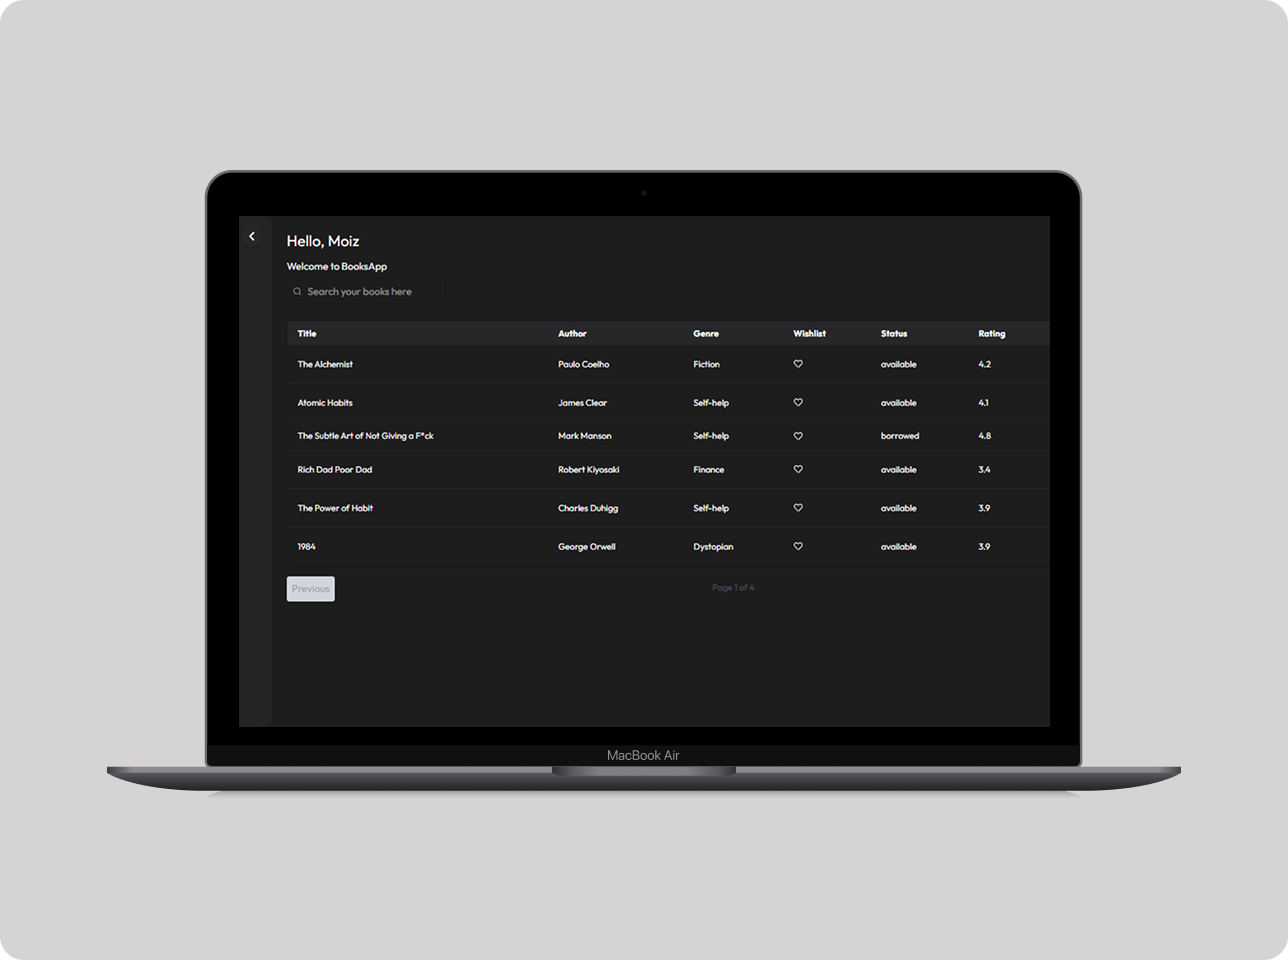 Hello, Moiz
Welcome to BooksApp
Search your books here
Title Author Genre Wishlist Status Rating
The Alchemist Paulo Coelho Fiction available 4.2
Atomic Habits James Clear Self-help available 4.1
The Subtle Art of Not Giving a F*ck Mark Manson Self-help borrowed 4.8
Rich Dad Poor Dad Robert Kiyosaki Finance available 3.4
The Power of Habit Charles Duhigg Self-help available 3.9
1984 George Orwell Dystopian available 3.9
Previous Page 1 of 4
MacBook Air